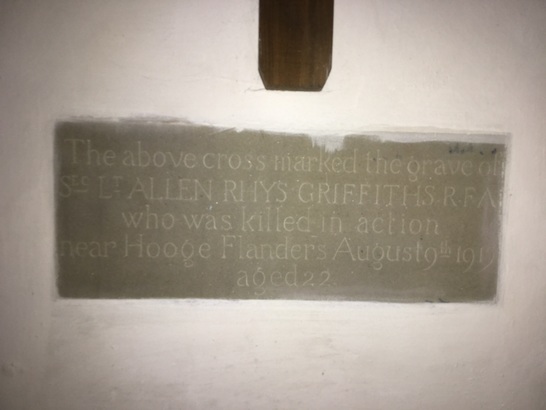 The above cross marked the grave of
Sec Lt ALLEN RHYS GRIFFITHS. R.F.A.
who was killed in action
near Hooge Flanders August 9th
aged 22.